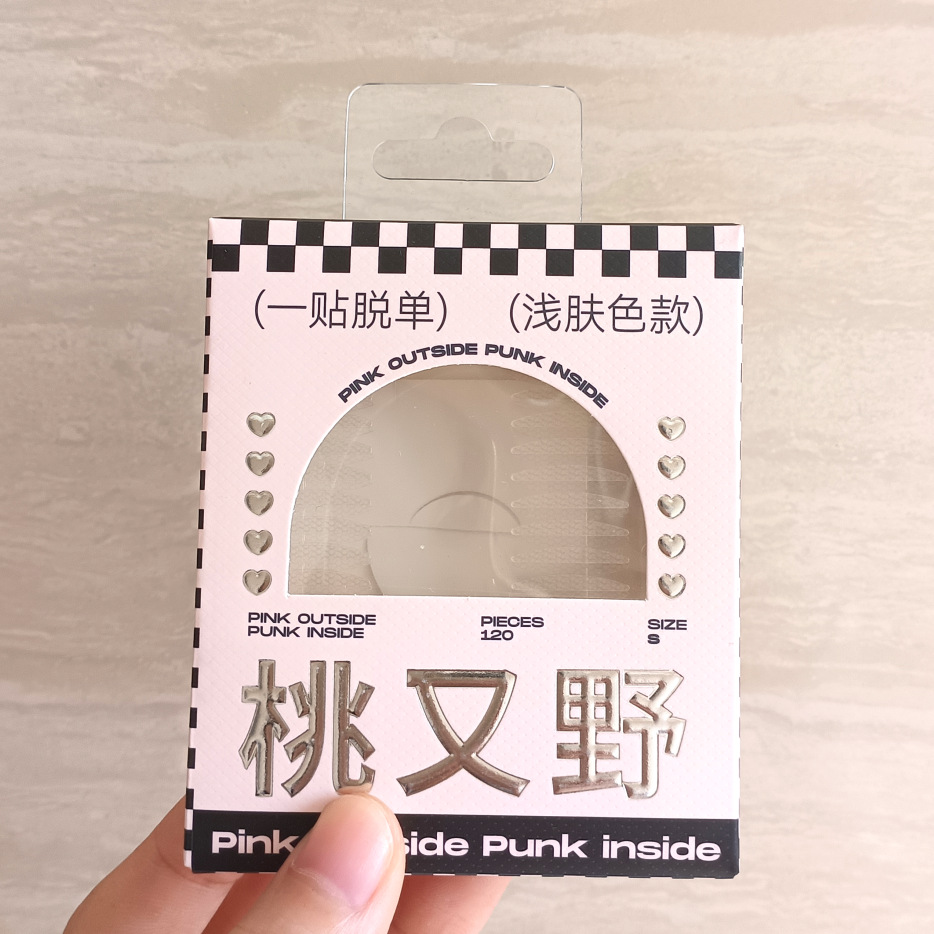 (一贴脱单) (浅肤色款)
PINK OUTSIDE PUNK INSIDE
PINK OUTSIDE
PUNK INSIDE
PIECES
120
SIZE
S
桃又野
Pink side Punk inside